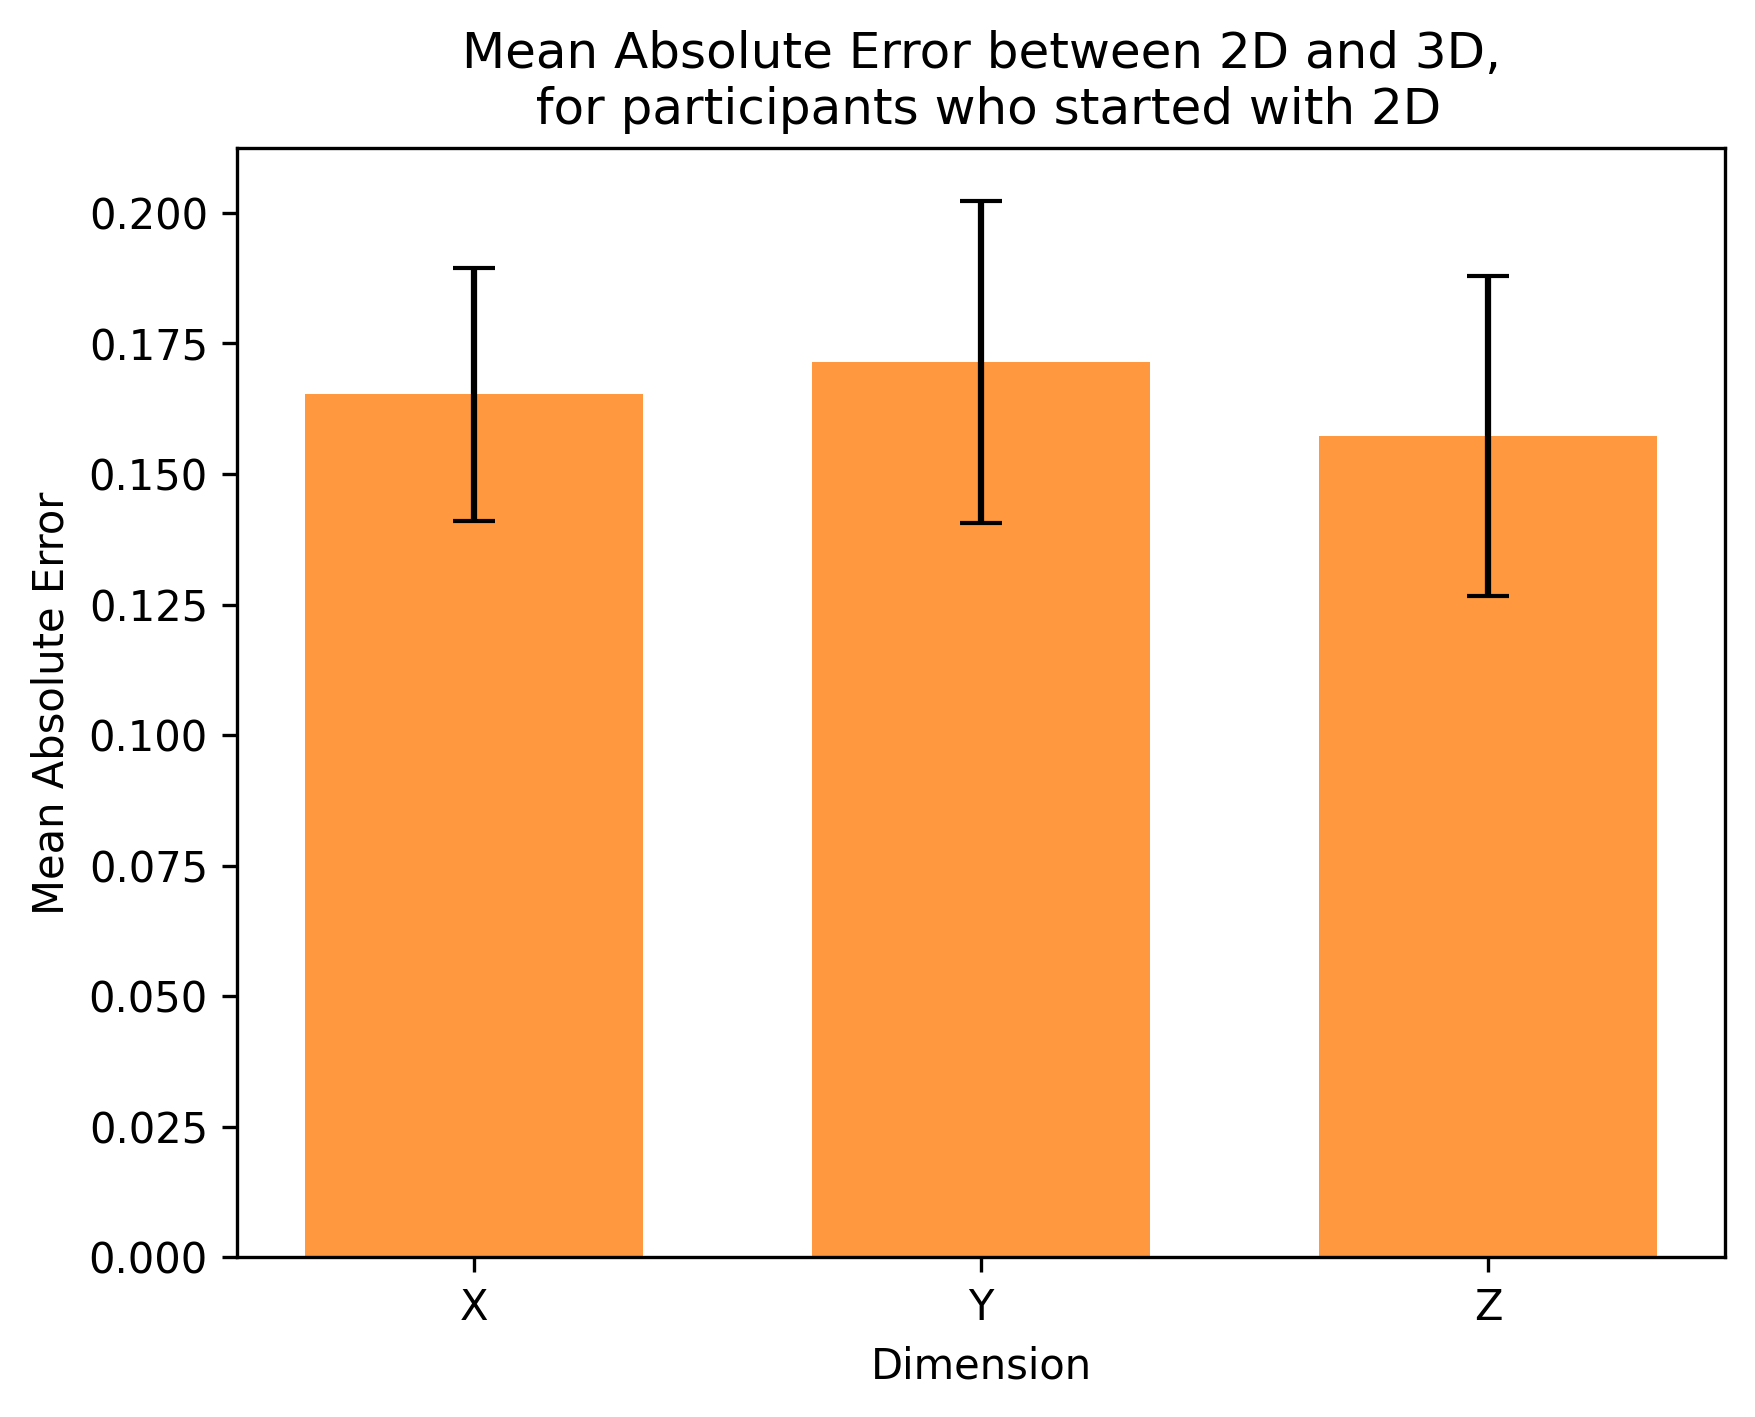 Mean Absolute Error between 2D and 3D,
for participants who started with 2D
Mean Absolute Error
0.200
0.175
0.150
0.125
0.100
0.075
0.050
0.025
0.000
X
Y
Z
Dimension